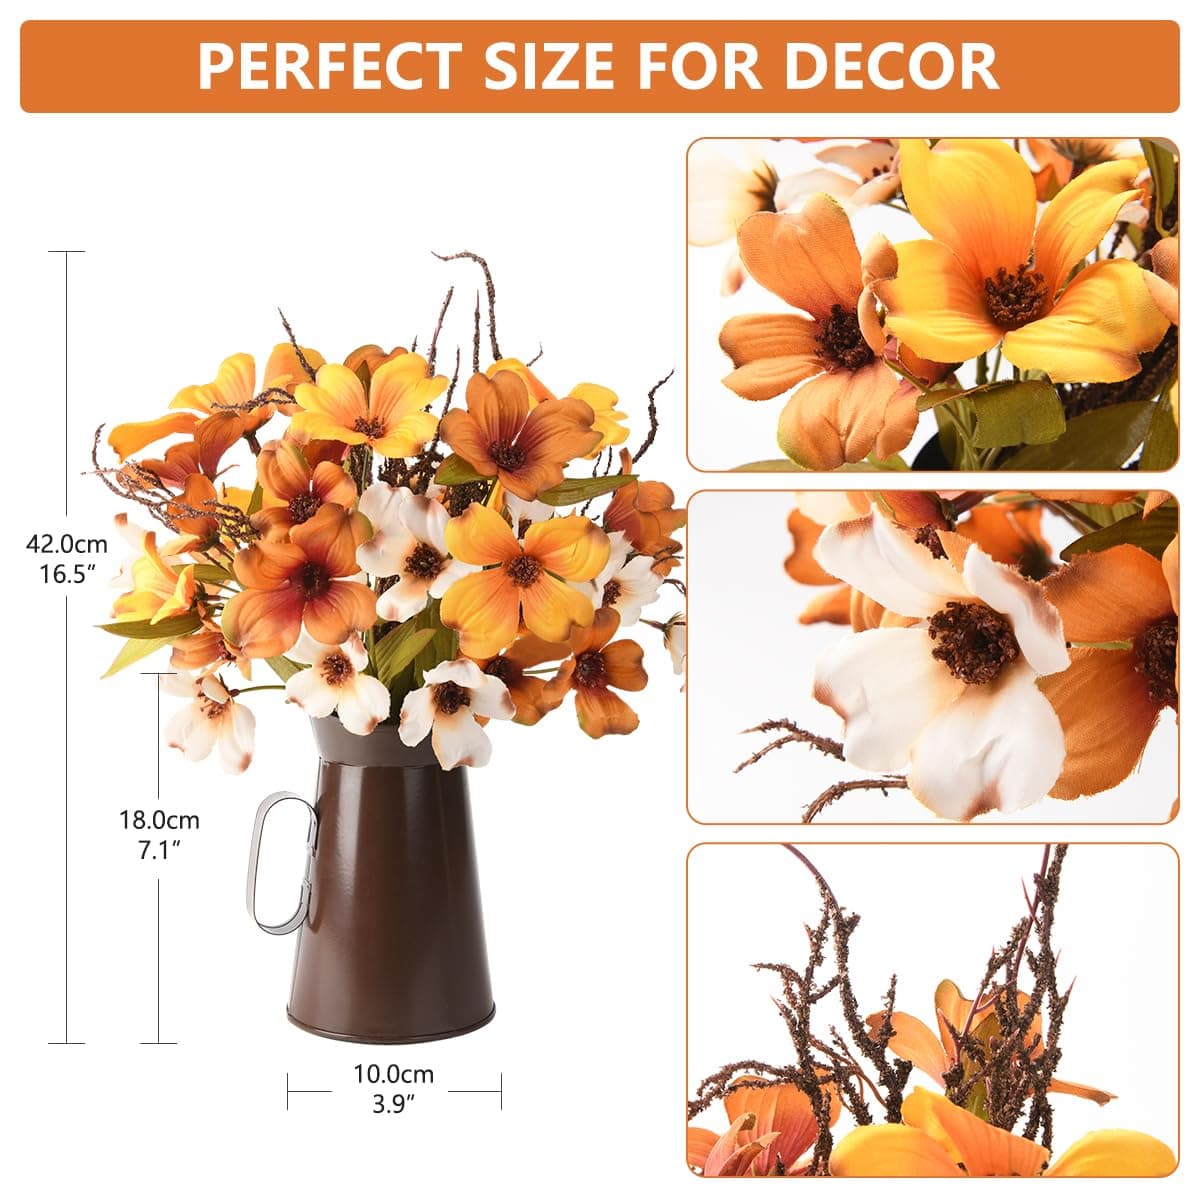 PERFECT SIZE FOR DECOR
42.0cm
16.5″
18.0cm
7.1″
10.0cm
3.9″